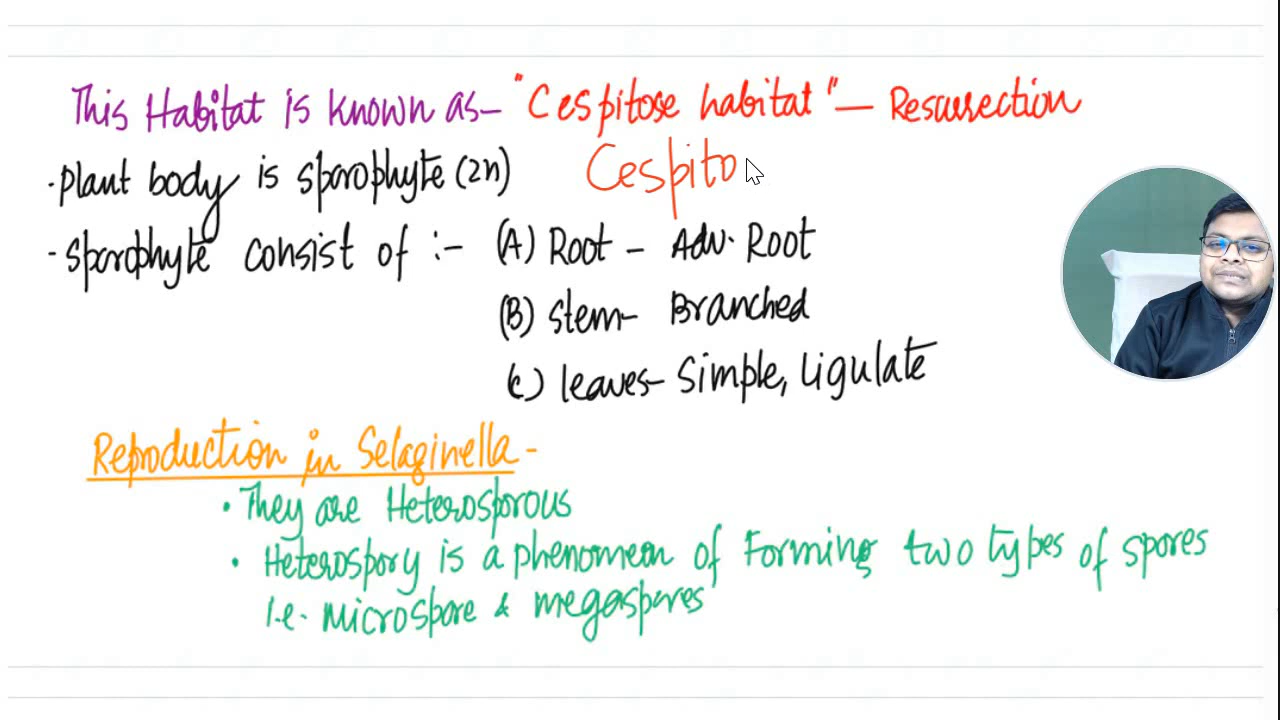 This Habitat is known as- "Cespitose habitat" - Resurrection
• Plant body is sporophyte (2n) Cespito
- Sporophyte consist of :- (A) Root - Adv. Root
(B) Stem- Branched
(C) leaves- Simple, Ligulate
Reproduction in Selaginella -
• They are Heterosporous
• Heterospory is a phenomeon of Forming two types of spores
i.e. microspore & megaspores